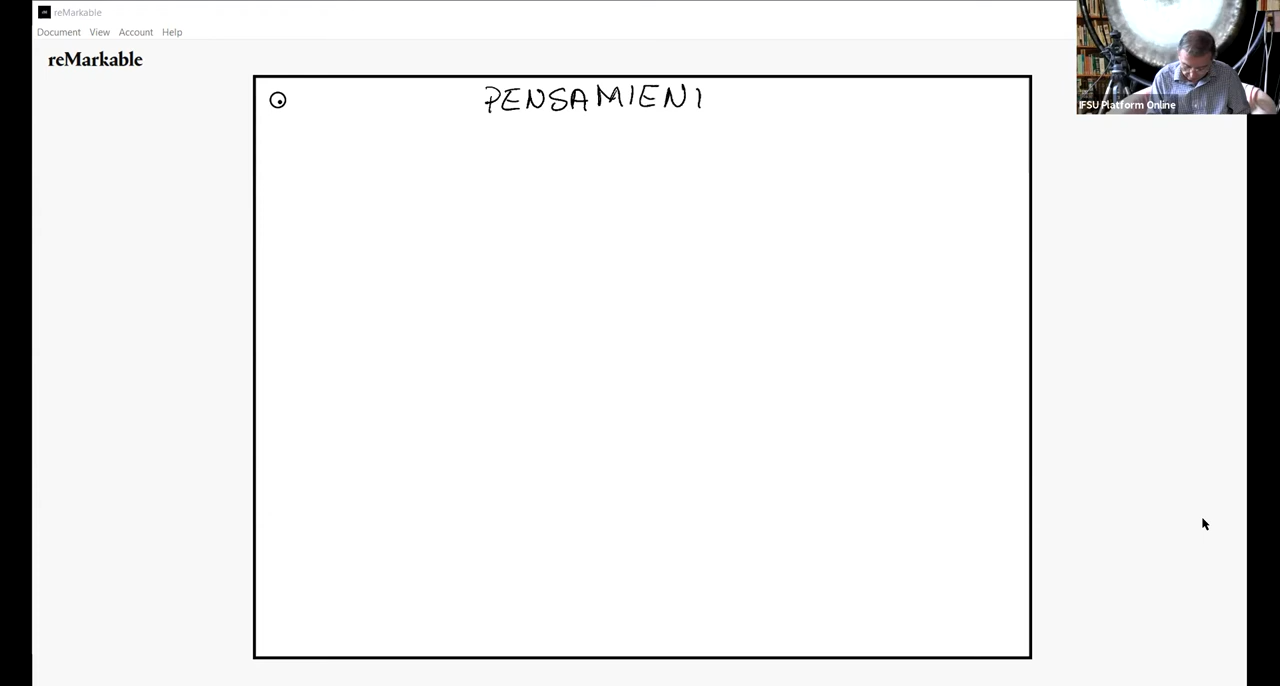 reMarkable
Document View Account Help
reMarkable
PENSAMIENI
IFSU Platform Online